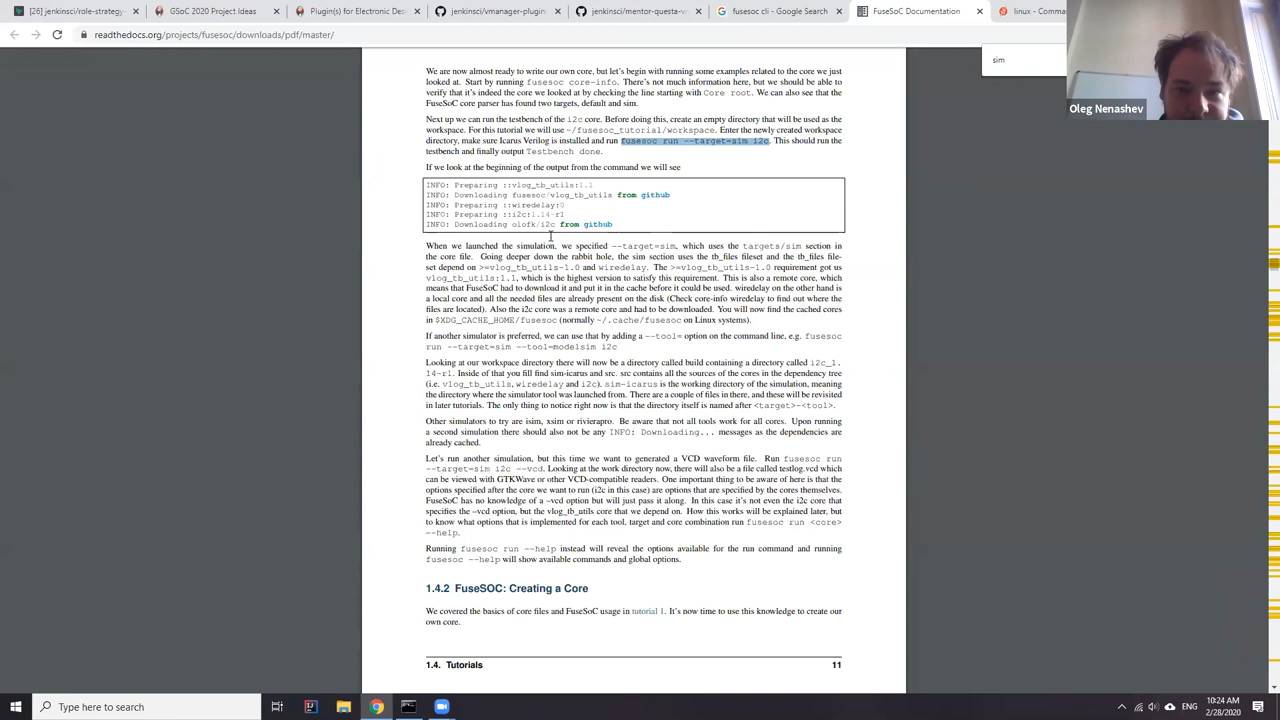 [jenkinsci/role-strategy
GSoC 2020 Project Ideas
Plugin(s) for Electronic Des
jenkinsci/vmanager-plugin:
jenkinsci/mentor-questa-v
fusesoc cli - Google Search
FuseSoC Documentation
linux - Comma
readthedocs.org/projects/fusesoc/downloads/pdf/master/
sim
Oleg Nenashev
We are now almost ready to write our own core, but let's begin with running some examples related to the core we just
looked at. Start by running fusesoc core-info. There's not much information here, but we should be able to
verify that it's indeed the core we looked at by checking the line starting with Core root. We can also see that the
FuseSoC core parser has found two targets, default and sim.
Next up we can run the testbench of the i2c core. Before doing this, create an empty directory that will be used as the
workspace. For this tutorial we will use ~/fusesoc_tutorial/workspace. Enter the newly created workspace
directory, make sure Icarus Verilog is installed and run fusesoc run --target=sim i2c. This should run the
testbench and finally output Testbench done.
If we look at the beginning of the output from the command we will see
INFO: Preparing ::vlog_tb_utils:1.1
INFO: Downloading fusesoc/vlog_tb_utils from github
INFO: Preparing ::wiredelay:0
INFO: Preparing ::i2c:1.14-r1
INFO: Downloading olofk/i2c from github
When we launched the simulation, we specified --target=sim, which uses the targets/sim section in
the core file. Going deeper down the rabbit hole, the sim section uses the tb_files fileset and the tb_files file-
set depend on >=vlog_tb_utils-1.0 and wiredelay. The >=vlog_tb_utils-1.0 requirement got us
vlog_tb_utils:1.1, which is the highest version to satisfy this requirement. This is also a remote core, which
means that FuseSoC had to download it and put it in the cache before it could be used. wiredelay on the other hand is
a local core and all the needed files are already present on the disk (Check core-info wiredelay to find out where the
files are located). Also the i2c core was a remote core and had to be downloaded. You will now find the cached cores
in $XDG_CACHE_HOME/fusesoc (normally ~/.cache/fusesoc on Linux systems).
If another simulator is preferred, we can use that by adding a --tool= option on the command line, e.g. fusesoc
run --target=sim --tool=modelsim i2c
Looking at our workspace directory there will now be a directory called build containing a directory called i2c_1.
14-r1. Inside of that you fill find sim-icarus and src. src contains all the sources of the cores in the dependency tree
(i.e. vlog_tb_utils, wiredelay and i2c). sim-icarus is the working directory of the simulation, meaning
the directory where the simulator tool was launched from. There are a couple of files in there, and these will be revisited
in later tutorials. The only thing to notice right now is that the directory itself is named after <target>-<tool>.
Other simulators to try are isim, xsim or rivierapro. Be aware that not all tools work for all cores. Upon running
a second simulation there should also not be any INFO: Downloading... messages as the dependencies are
already cached.
Let's run another simulation, but this time we want to generated a VCD waveform file. Run fusesoc run
--target=sim i2c --vcd. Looking at the work directory now, there will also be a file called testlog.vcd which
can be viewed with GTKWave or other VCD-compatible readers. One important thing to be aware of here is that the
options specified after the core we want to run (i2c in this case) are options that are specified by the cores themselves.
FuseSoC has no knowledge of a –vcd option but will just pass it along. In this case it's not even the i2c core that
specifies the –vcd option, but the vlog_tb_utils core that we depend on. How this works will be explained later, but
to know what options that is implemented for each tool, target and core combination run fusesoc run <core>
--help.
Running fusesoc run --help instead will reveal the options available for the run command and running
fusesoc --help will show available commands and global options.
1.4.2 FuseSOC: Creating a Core
We covered the basics of core files and FuseSoC usage in tutorial 1. It's now time to use this knowledge to create our
own core.
1.4. Tutorials 11
Type here to search
ENG
10:24 AM
2/28/2020